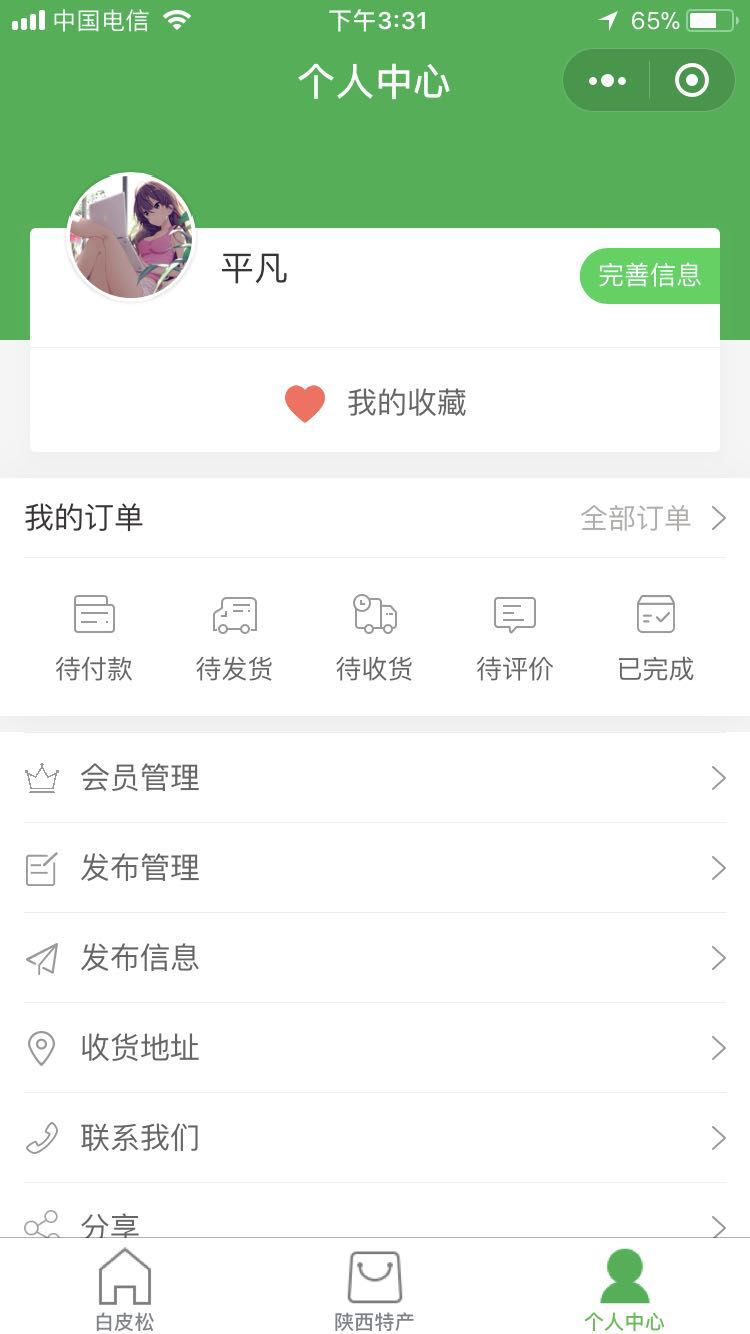 中国电信 下午3:31 65%
个人中心
平凡
完善信息
我的收藏
我的订单 全部订单
待付款 待发货 待收货 待评价 已完成
会员管理
发布管理
发布信息
收货地址
联系我们
分享
白皮松 陕西特产 个人中心